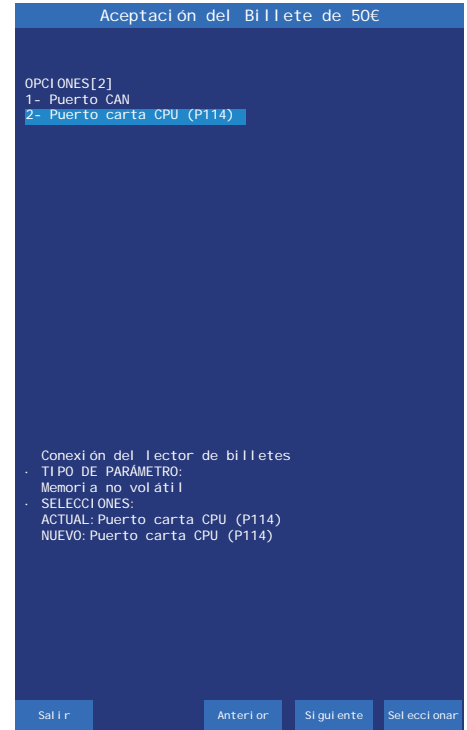 Aceptación del Billete de 50€
OPCIONES[2]
1- Puerto CAN
2- Puerto carta CPU (P114)
Conexión del lector de billetes
· TIPO DE PARÁMETRO:
Memoria no volátil
· SELECCIONES:
ACTUAL:Puerto carta CPU (P114)
NUEVO:Puerto carta CPU (P114)
Salir Anterior Siguiente Seleccionar